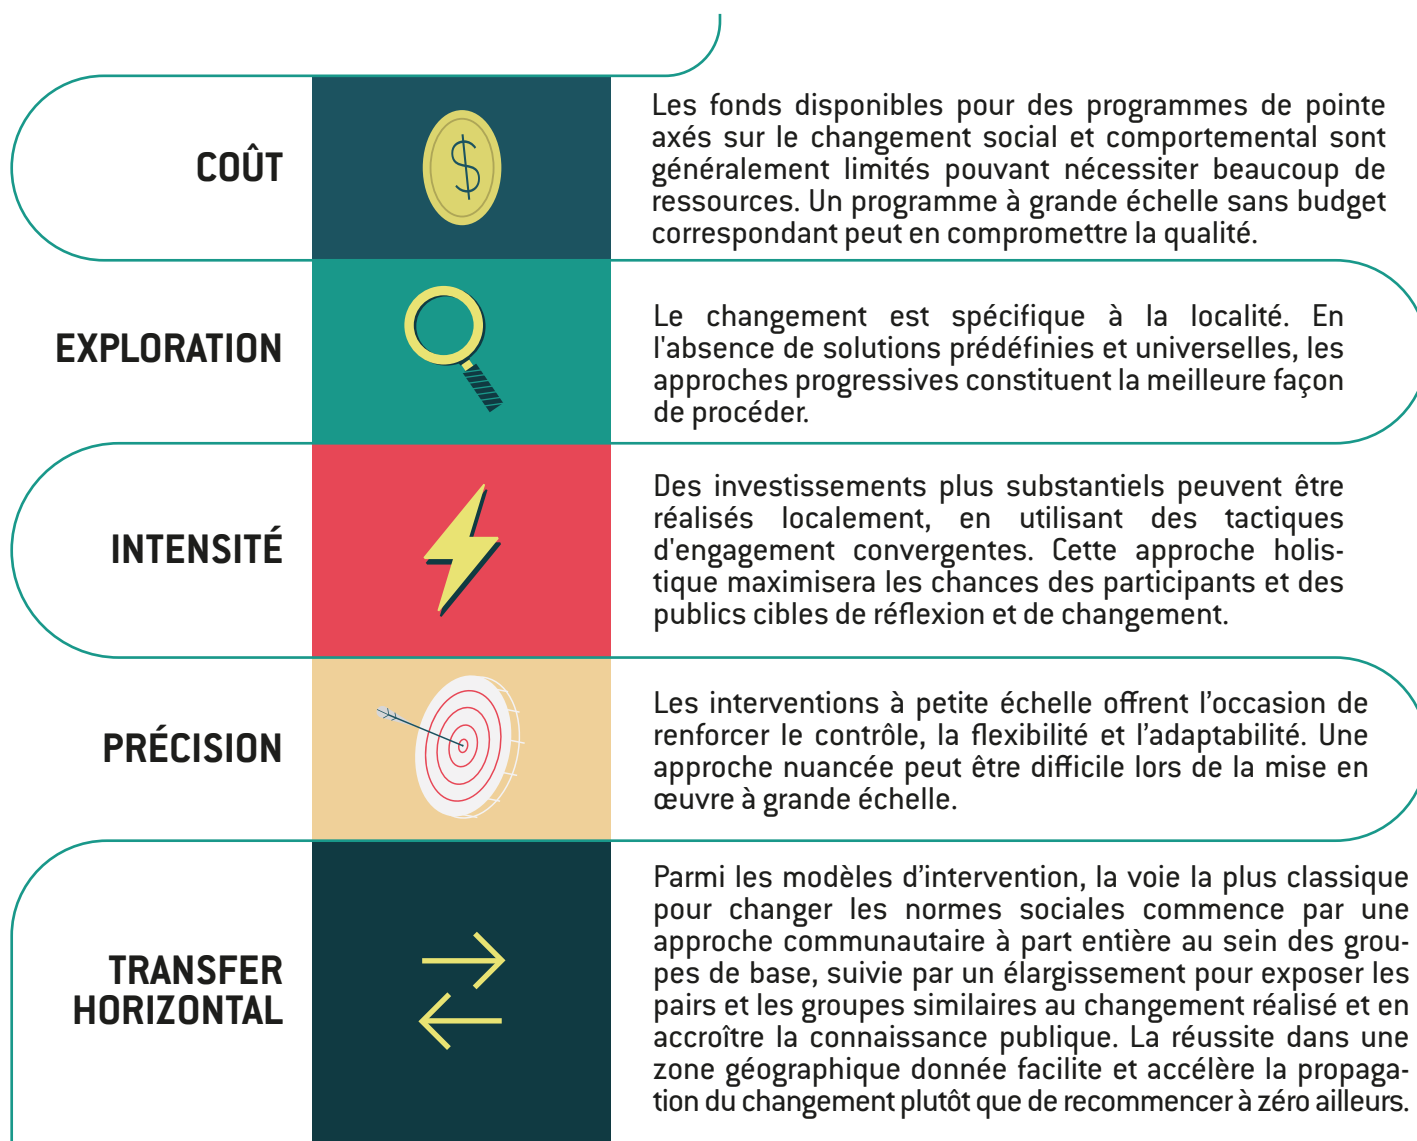 COÛT
Les fonds disponibles pour des programmes de pointe
axés sur le changement social et comportemental sont
généralement limités pouvant nécessiter beaucoup de
ressources. Un programme à grande échelle sans budget
correspondant peut en compromettre la qualité.
EXPLORATION
Le changement est spécifique à la localité. En
l'absence de solutions prédéfinies et universelles, les
approches progressives constituent la meilleure façon
de procéder.
INTENSITÉ
Des investissements plus substantiels peuvent être
réalisés localement, en utilisant des tactiques
d'engagement convergentes. Cette approche holis-
tique maximisera les chances des participants et des
publics cibles de réflexion et de changement.
PRÉCISION
Les interventions à petite échelle offrent l’occasion de
renforcer le contrôle, la flexibilité et l’adaptabilité. Une
approche nuancée peut être difficile lors de la mise en
œuvre à grande échelle.
TRANSFER
HORIZONTAL
Parmi les modèles d’intervention, la voie la plus classique
pour changer les normes sociales commence par une
approche communautaire à part entière au sein des grou-
pes de base, suivie par un élargissement pour exposer les
pairs et les groupes similaires au changement réalisé et en
accroître la connaissance publique. La réussite dans une
zone géographique donnée facilite et accélère la propaga-
tion du changement plutôt que de recommencer à zéro ailleurs.